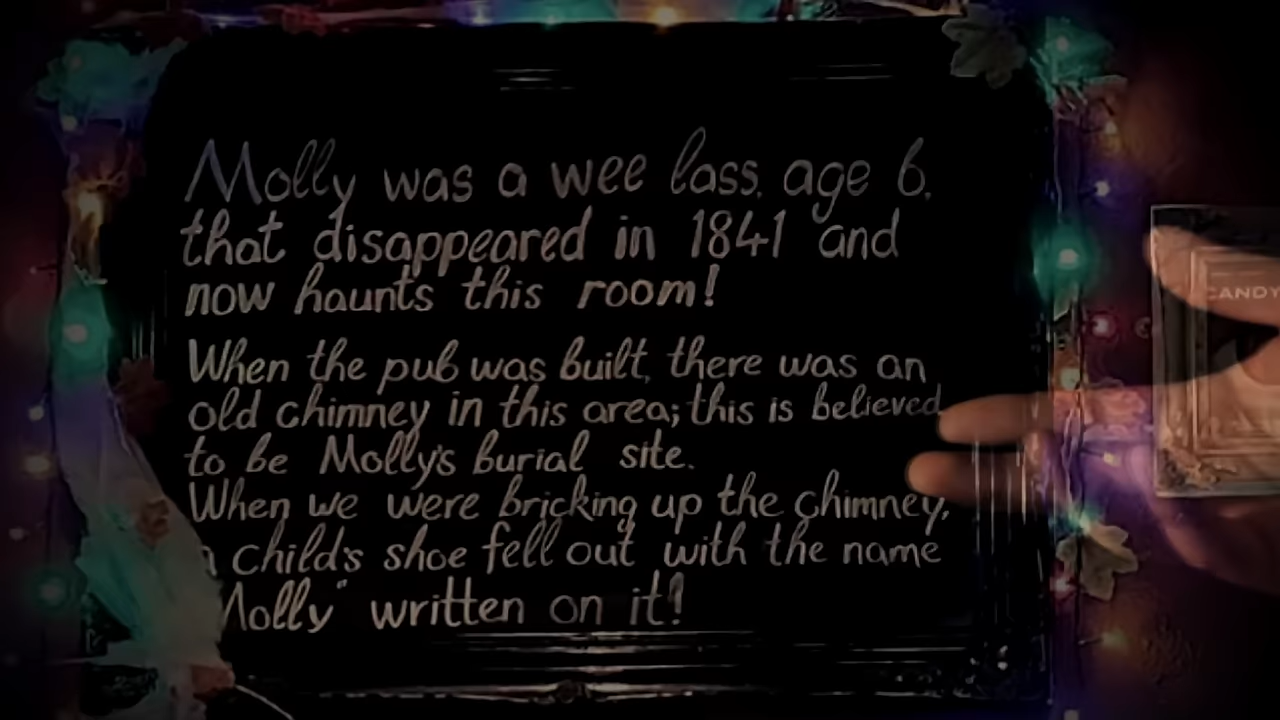 Molly was a wee lass, age 6,
that disappeared in 1841 and
now haunts this room!
When the pub was built, there was an
old chimney in this area; this is believed
to be Molly's burial site.
When we were bricking up the chimney,
a child's shoe fell out with the name
Molly" written on it!
CANDY